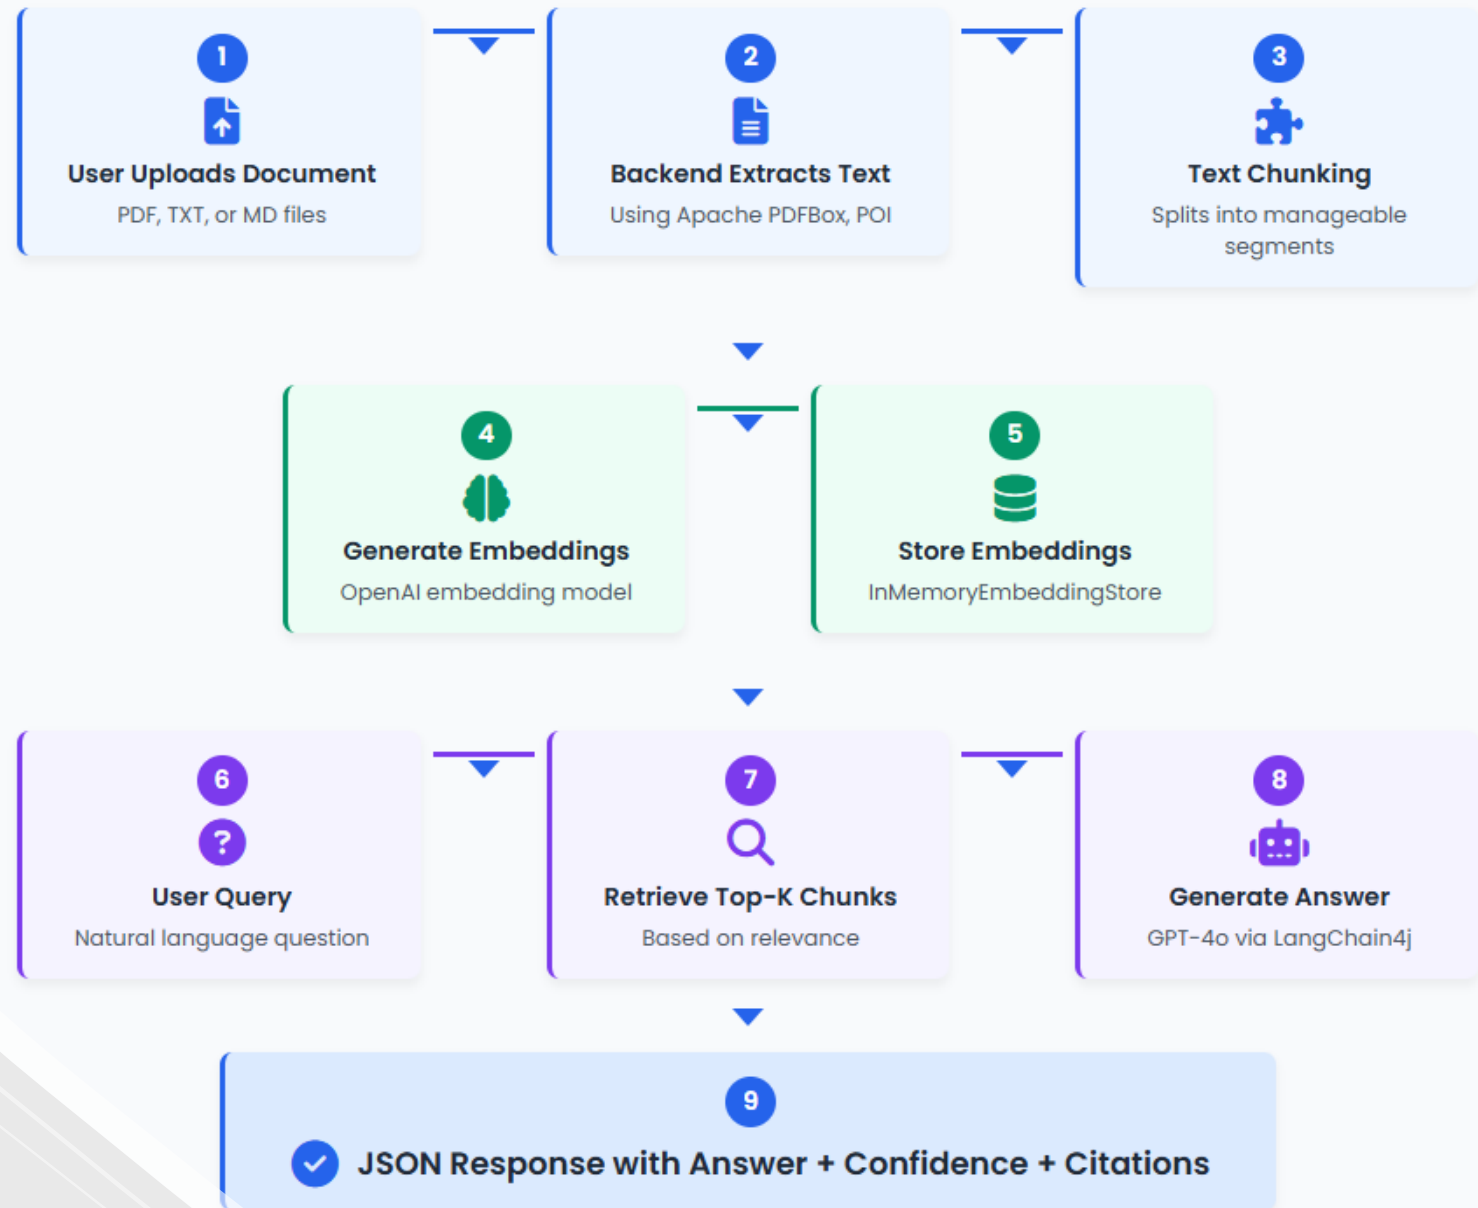 1
User Uploads Document
PDF, TXT, or MD files
2
Backend Extracts Text
Using Apache PDFBox, POI
3
Text Chunking
Splits into manageable
segments
4
Generate Embeddings
OpenAI embedding model
5
Store Embeddings
InMemoryEmbeddingStore
6
?
User Query
Natural language question
7
Retrieve Top-K Chunks
Based on relevance
8
Generate Answer
GPT-4o via LangChain4j
9
JSON Response with Answer + Confidence + Citations